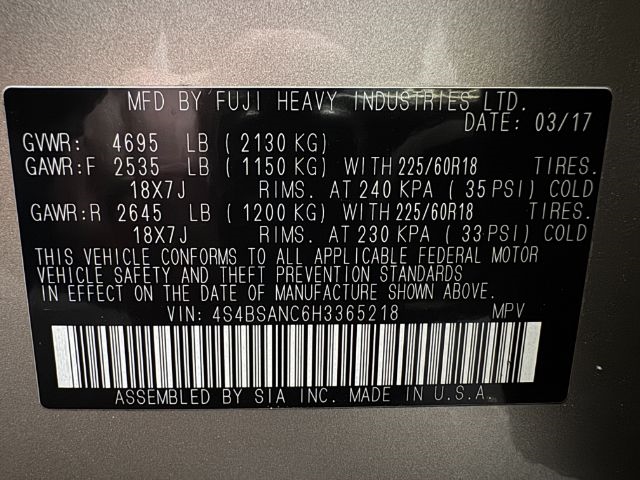 MFD BY FUJI HEAVY INDUSTRIES LTD.
DATE: 03/17
GVWR: 4695 LB ( 2130 KG)
GAWR:F 2535 LB ( 1150 KG) WITH 225/60R18 TIRES.
18X7J RIMS. AT 240 KPA ( 35 PSI) COLD
GAWR:R 2645 LB ( 1200 KG) WITH 225/60R18 TIRES.
18X7J RIMS. AT 230 KPA ( 33 PSI) COLD
THIS VEHICLE CONFORMS TO ALL APPLICABLE FEDERAL MOTOR
VEHICLE SAFETY AND THEFT PREVENTION STANDARDS
IN EFFECT ON THE DATE OF MANUFACTURE SHOWN ABOVE.
VIN: 4S4BSANC6H3365218 MPV
ASSEMBLED BY SIA INC. MADE IN U.S.A.